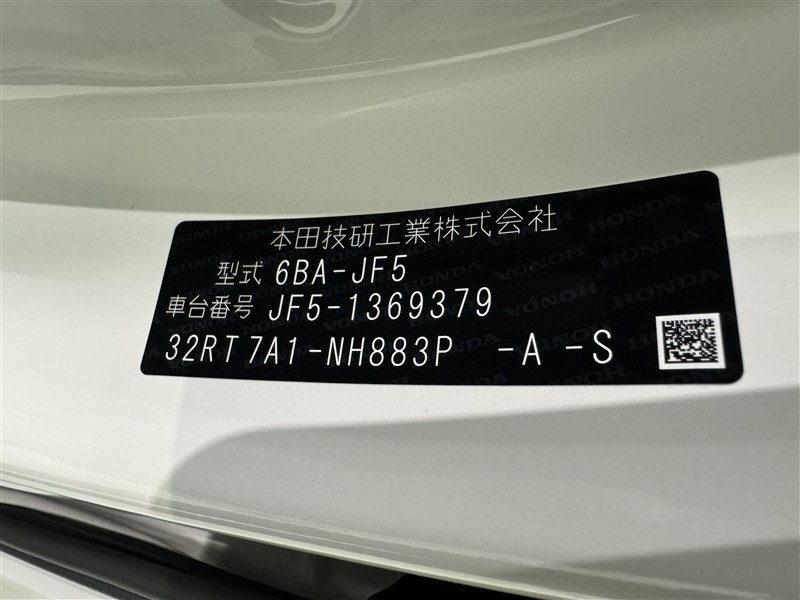 本田技研工業株式会社
型式 6BA-JF5
車台番号 JF5-1369379
32RT7A1-NH883P -A -S